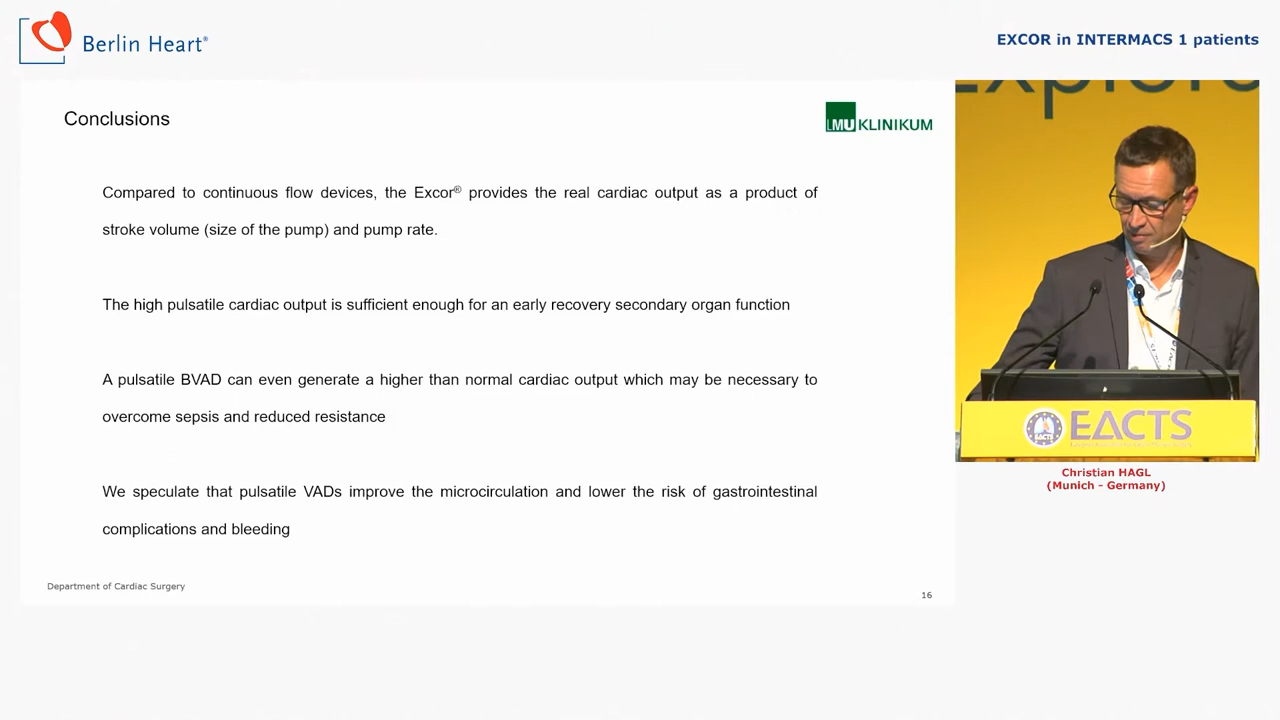 Berlin Heart®
EXCOR in INTERMACS 1 patients
Conclusions
LMU KLINIKUM
Compared to continuous flow devices, the Excor® provides the real cardiac output as a product of
stroke volume (size of the pump) and pump rate.
The high pulsatile cardiac output is sufficient enough for an early recovery secondary organ function
A pulsatile BVAD can even generate a higher than normal cardiac output which may be necessary to
overcome sepsis and reduced resistance
We speculate that pulsatile VADs improve the microcirculation and lower the risk of gastrointestinal
complications and bleeding
Department of Cardiac Surgery
16
EACTS
EACTS
Christian HAGL
(Munich - Germany)